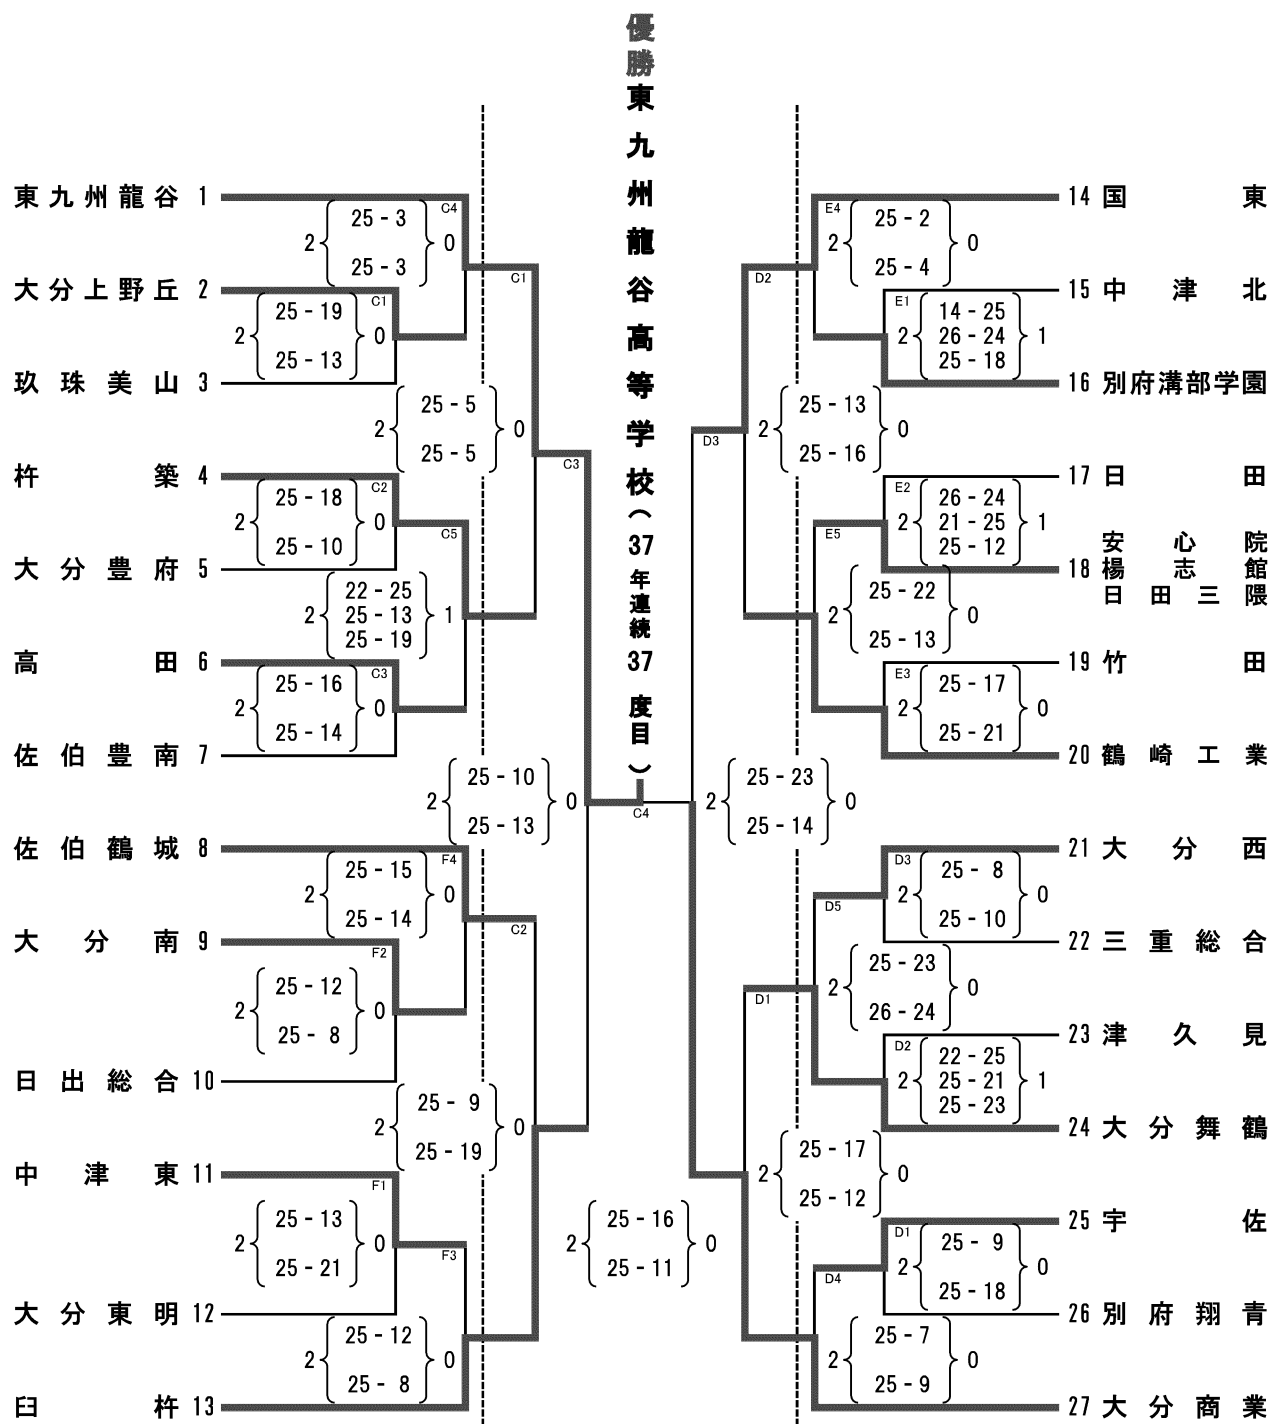 優勝
東九州龍谷高等学校(37年連続37度目)
東九州龍谷 1
C4
25 - 3
2 0
25 - 3
大分上野丘 2
C1
25 - 19
2 0
25 - 13
玖珠美山 3
C1
25 - 5
2 0
25 - 5
杵築 4
C2
25 - 18
2 0
25 - 10
大分豊府 5
C5
22 - 25
2 25 - 13 1
25 - 19
高田 6
C3
25 - 16
2 0
25 - 14
佐伯豊南 7
C3
25 - 10
2 0
25 - 13
佐伯鶴城 8
F4
25 - 15
2 0
25 - 14
大分南 9
F2
25 - 12
2 0
25 - 8
日出総合 10
C2
25 - 9
2 0
25 - 19
中津東 11
F1
25 - 13
2 0
25 - 21
大分東明 12
F3
25 - 12
2 0
25 - 8
臼杵 13
C4
25 - 16
2 0
25 - 11
14 国東
E4
25 - 2
2 0
25 - 4
15 中津北
E1
14 - 25
2 26 - 24 1
25 - 18
16 別府溝部学園
D2
25 - 13
2 0
25 - 16
17 日田
E2
26 - 24
2 21 - 25 1
25 - 12
安心院
18 楊志館
日田三隈
E5
25 - 22
2 0
25 - 13
19 竹田
E3
25 - 17
2 0
25 - 21
20 鶴崎工業
D3
25 - 23
2 0
25 - 14
21 大分西
D3
25 - 8
2 0
25 - 10
22 三重総合
D5
25 - 23
2 0
26 - 24
23 津久見
D2
22 - 25
2 25 - 21 1
25 - 23
24 大分舞鶴
D1
25 - 17
2 0
25 - 12
25 宇佐
D1
25 - 9
2 0
25 - 18
26 別府翔青
D4
25 - 7
2 0
25 - 9
27 大分商業